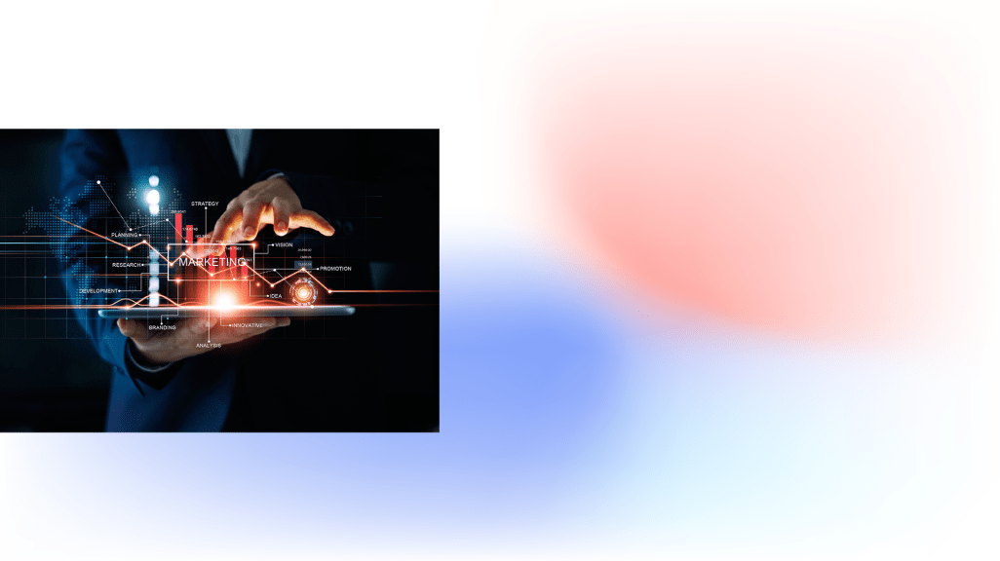 STRATEGY
PLANNING
VISION
MARKETING
RESEARCH
PROMOTION
DEVELOPMENT
IDEA
BRANDING
INNOVATIVE
ANALYSIS